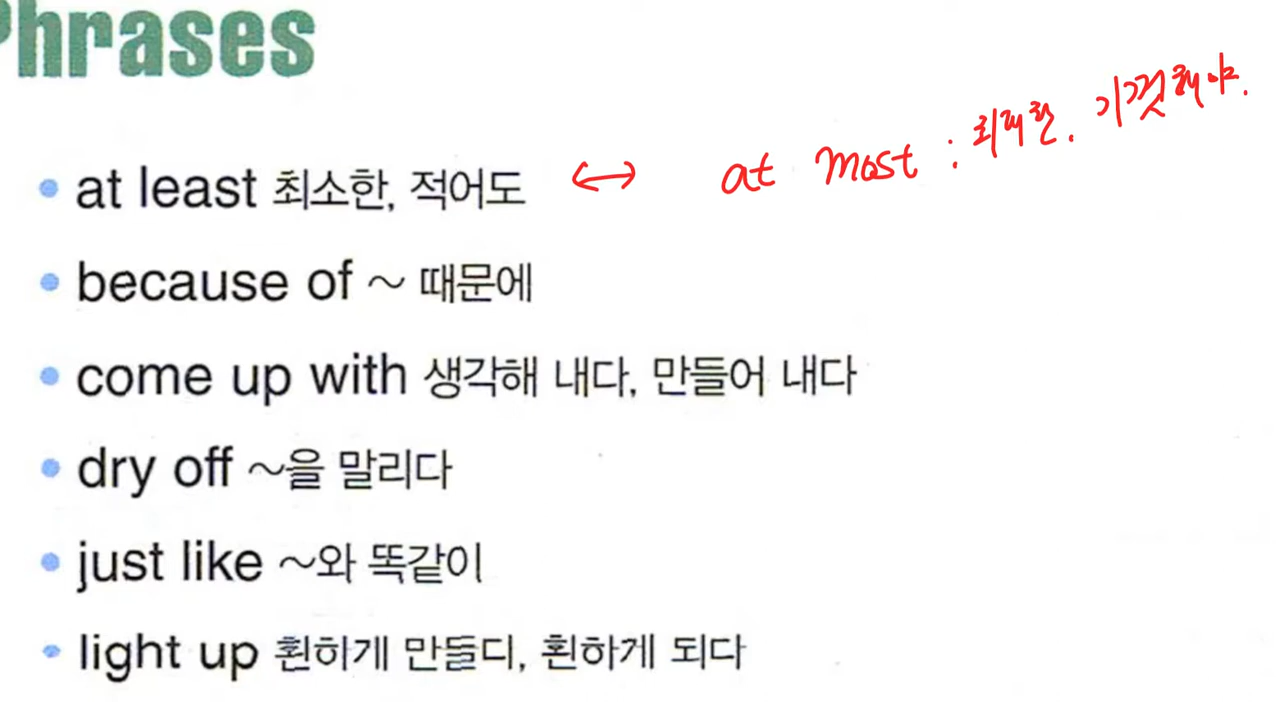 Phrases
at least 최소한, 적어도 ↔ at most : 최대한. 기껏해야.
because of ~ 때문에
come up with 생각해 내다, 만들어 내다
dry off ~을 말리다
just like ~와 똑같이
light up 훤하게 만들다, 훤하게 되다